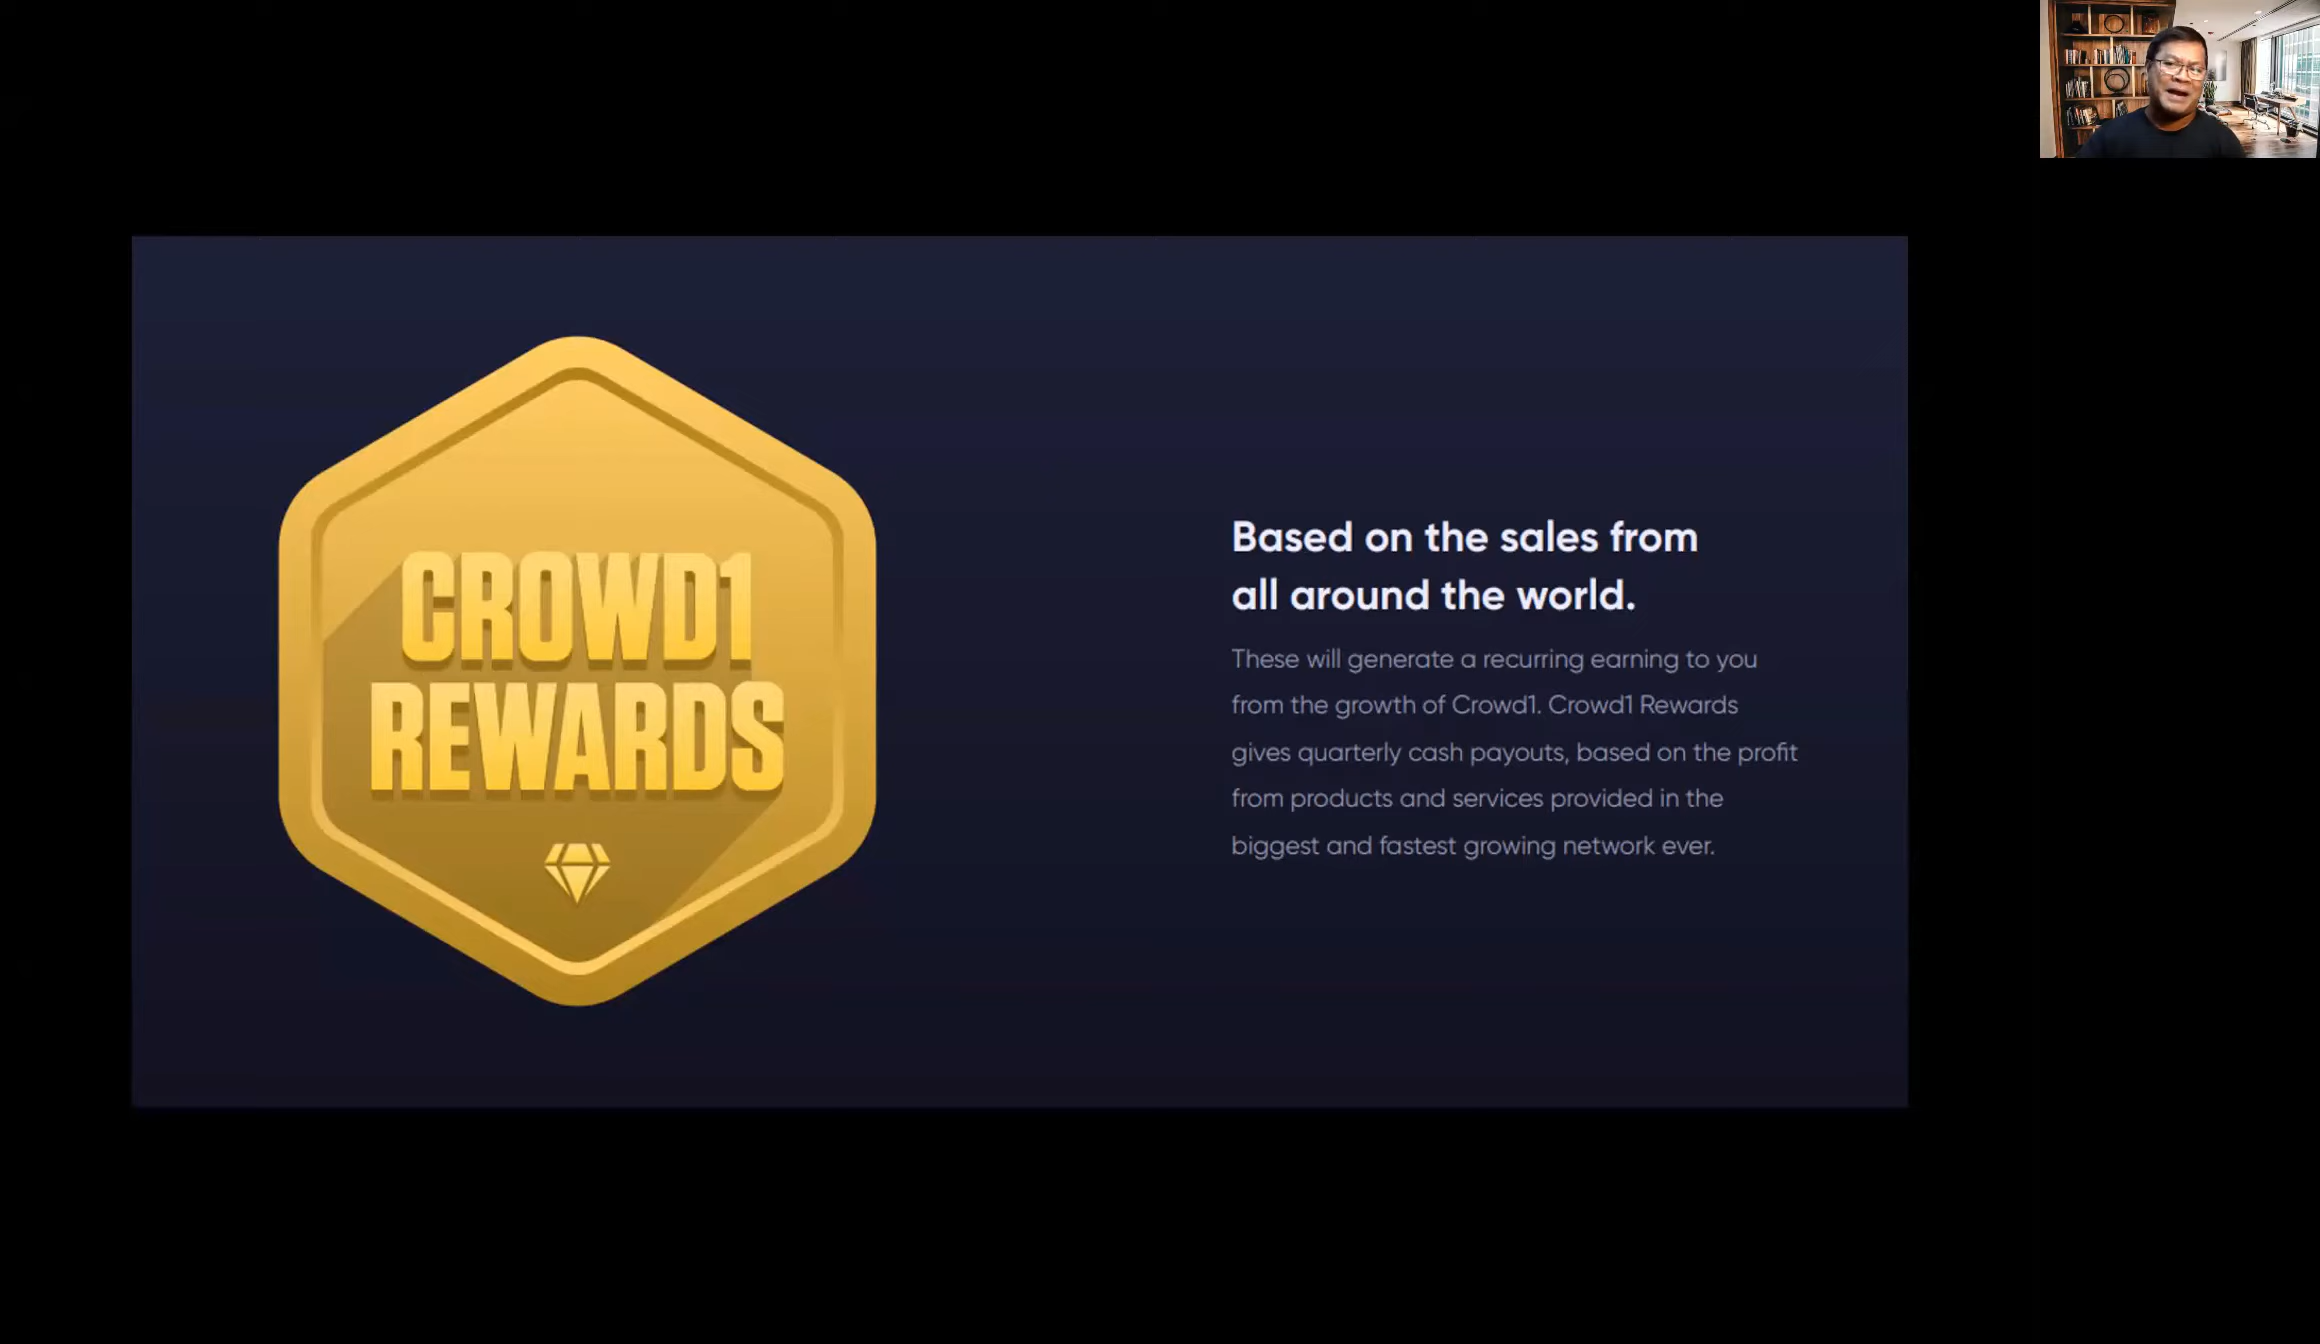 CROWD1
REWARDS
Based on the sales from
all around the world.
These will generate a recurring earning to you
from the growth of Crowd1. Crowd1 Rewards
gives quarterly cash payouts, based on the profit
from products and services provided in the
biggest and fastest growing network ever.